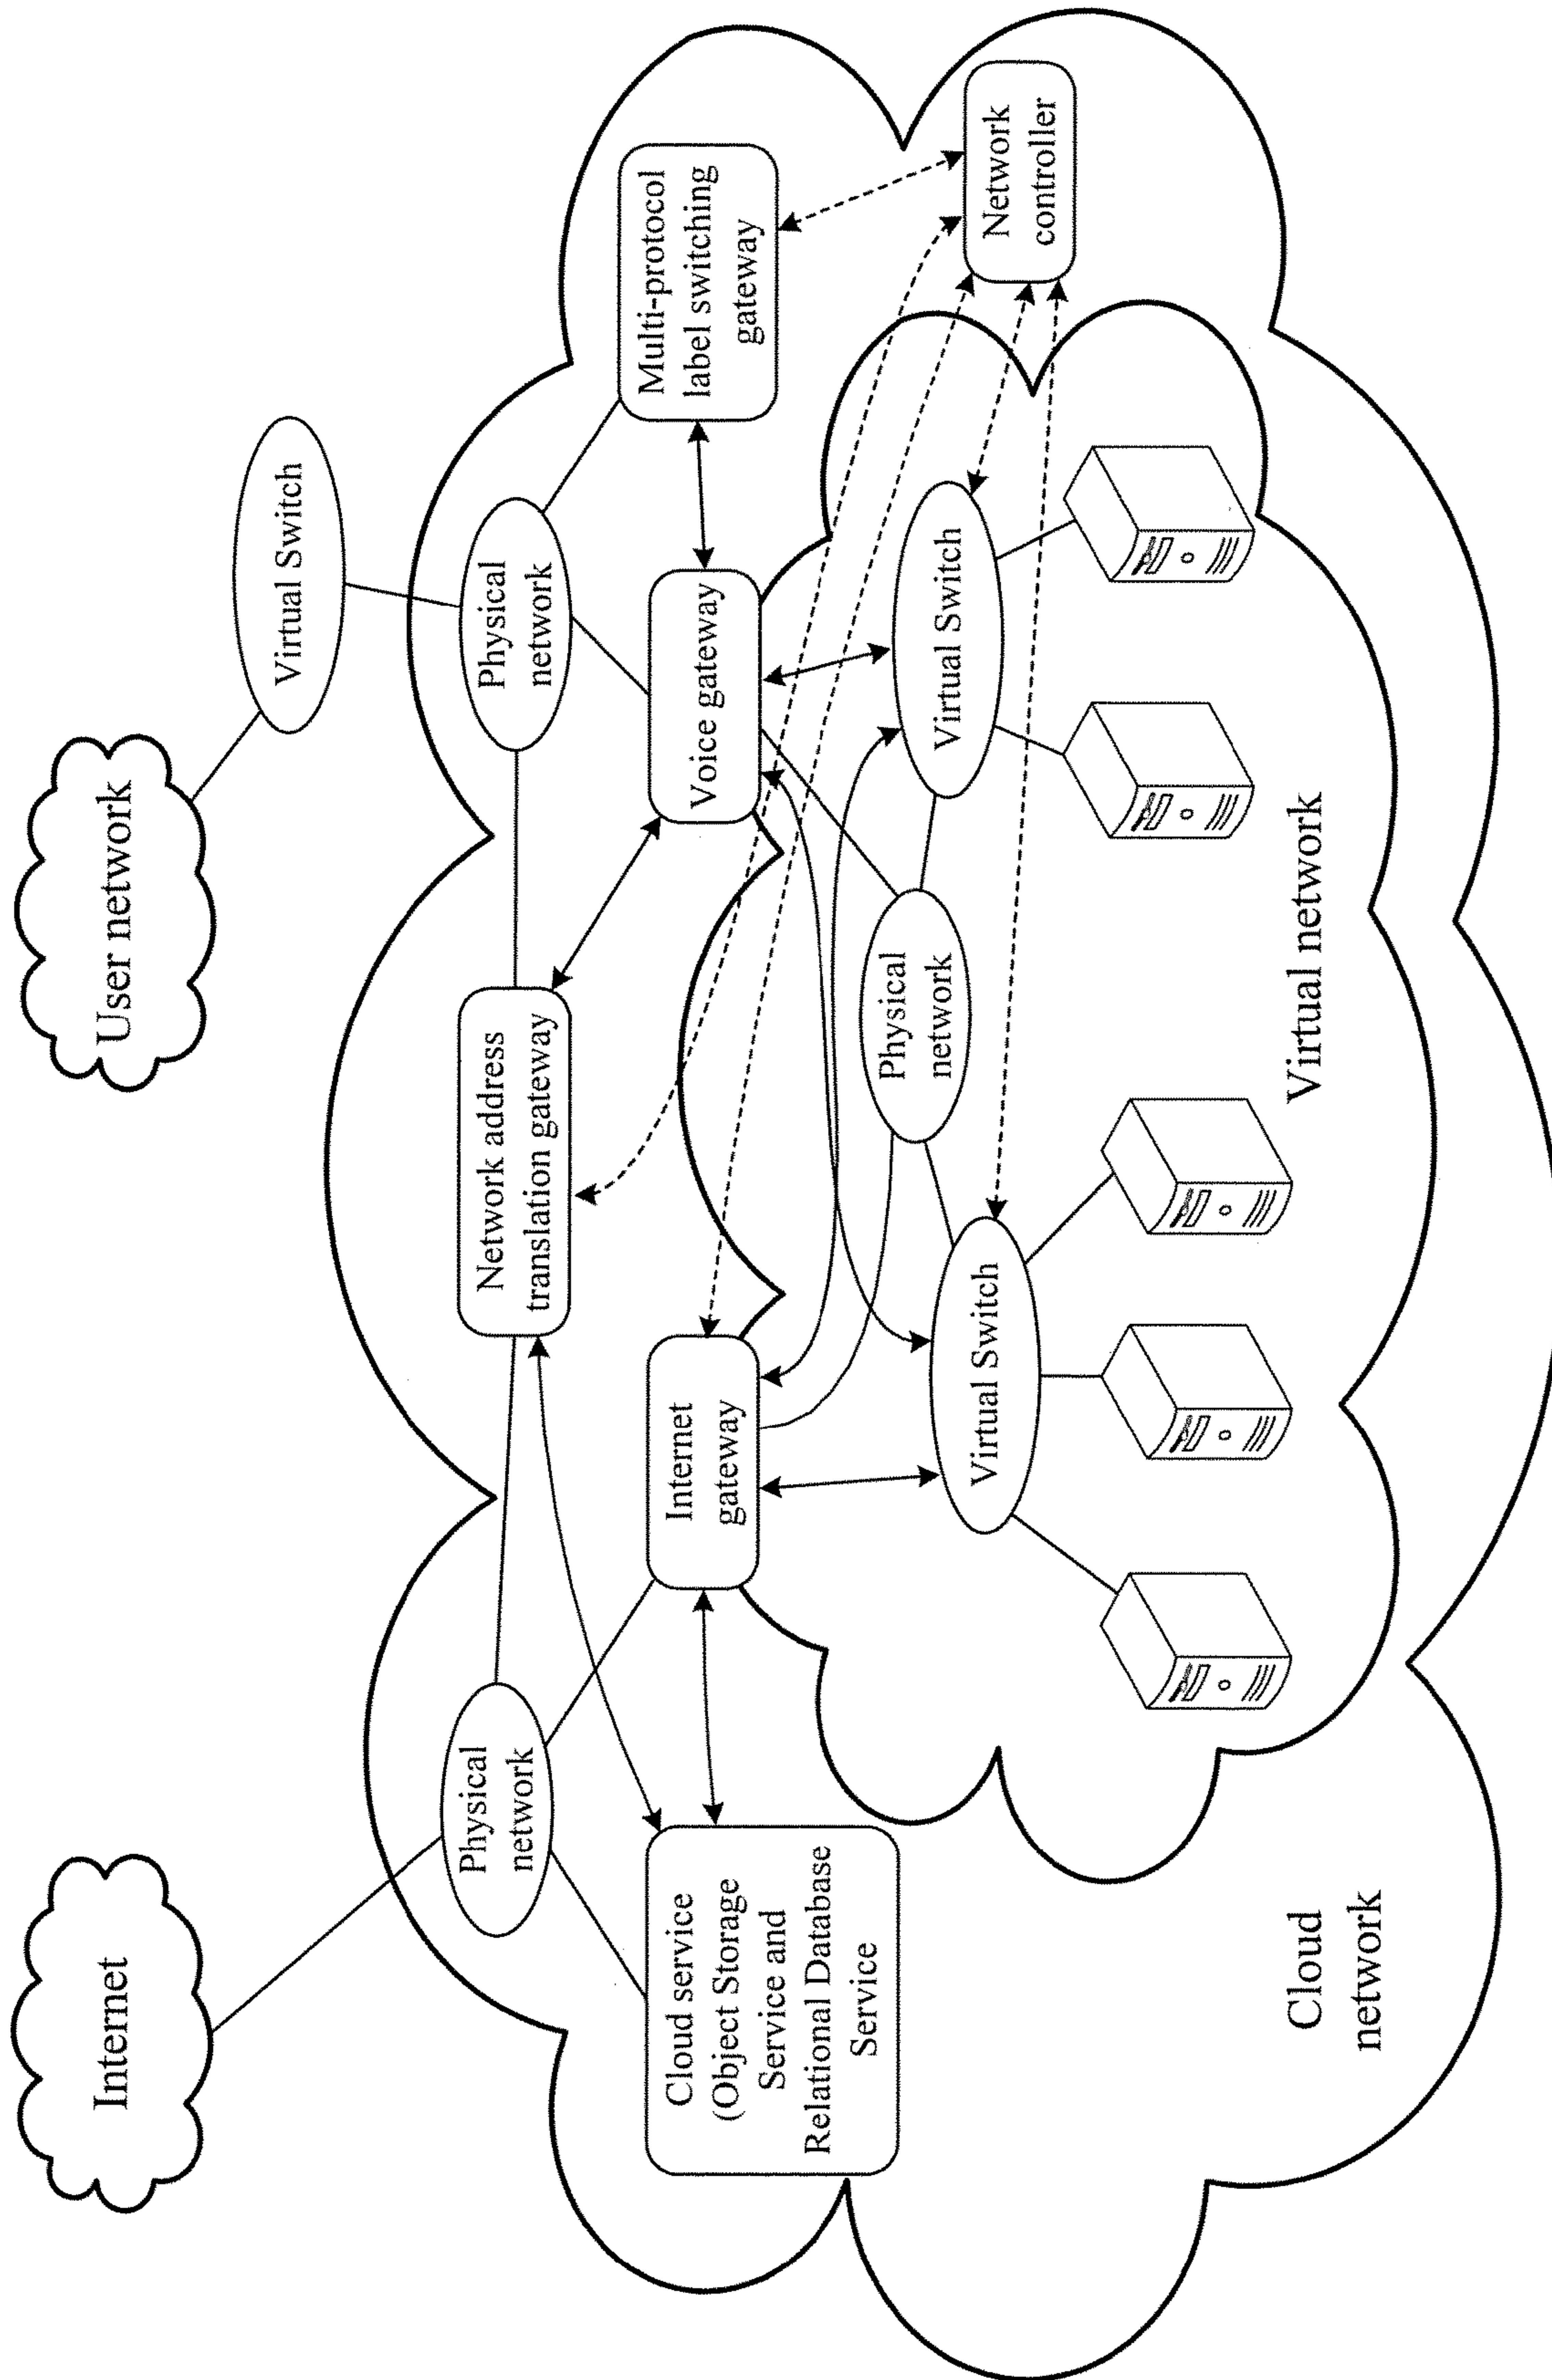 Internet
User network
Virtual Switch
Physical
network
Network address
translation gateway
Physical
network
Cloud service
(Object Storage
Service and
Relational Database
Service
Internet
gateway
Voice gateway
Multi-protocol
label switching
gateway
Physical
network
Virtual Switch
Virtual Switch
Network
controller
Cloud
network
Virtual network